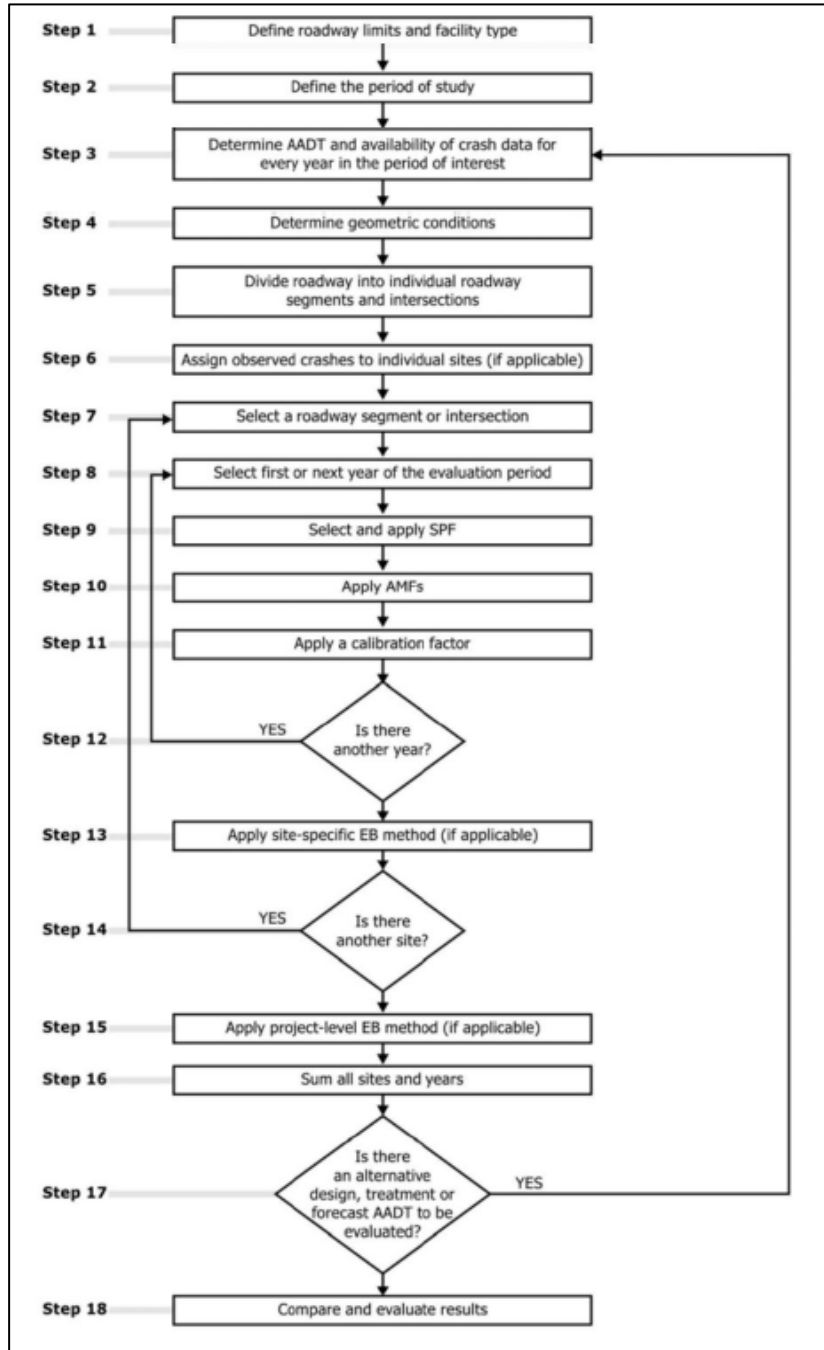 Step 1
Define roadway limits and facility type
Step 2
Define the period of study
Step 3
Determine AADT and availability of crash data for
every year in the period of interest
Step 4
Determine geometric conditions
Step 5
Divide roadway into individual roadway
segments and intersections
Step 6
Assign observed crashes to individual sites (if applicable)
Step 7
Select a roadway segment or intersection
Step 8
Select first or next year of the evaluation period
Step 9
Select and apply SPF
Step 10
Apply AMFs
Step 11
Apply a calibration factor
Step 12
YES
Is there
another year?
Step 13
Apply site-specific EB method (if applicable)
Step 14
YES
Is there
another site?
Step 15
Apply project-level EB method (if applicable)
Step 16
Sum all sites and years
Step 17
Is there
an alternative
design, treatment or
forecast AADT to be
evaluated?
YES
Step 18
Compare and evaluate results